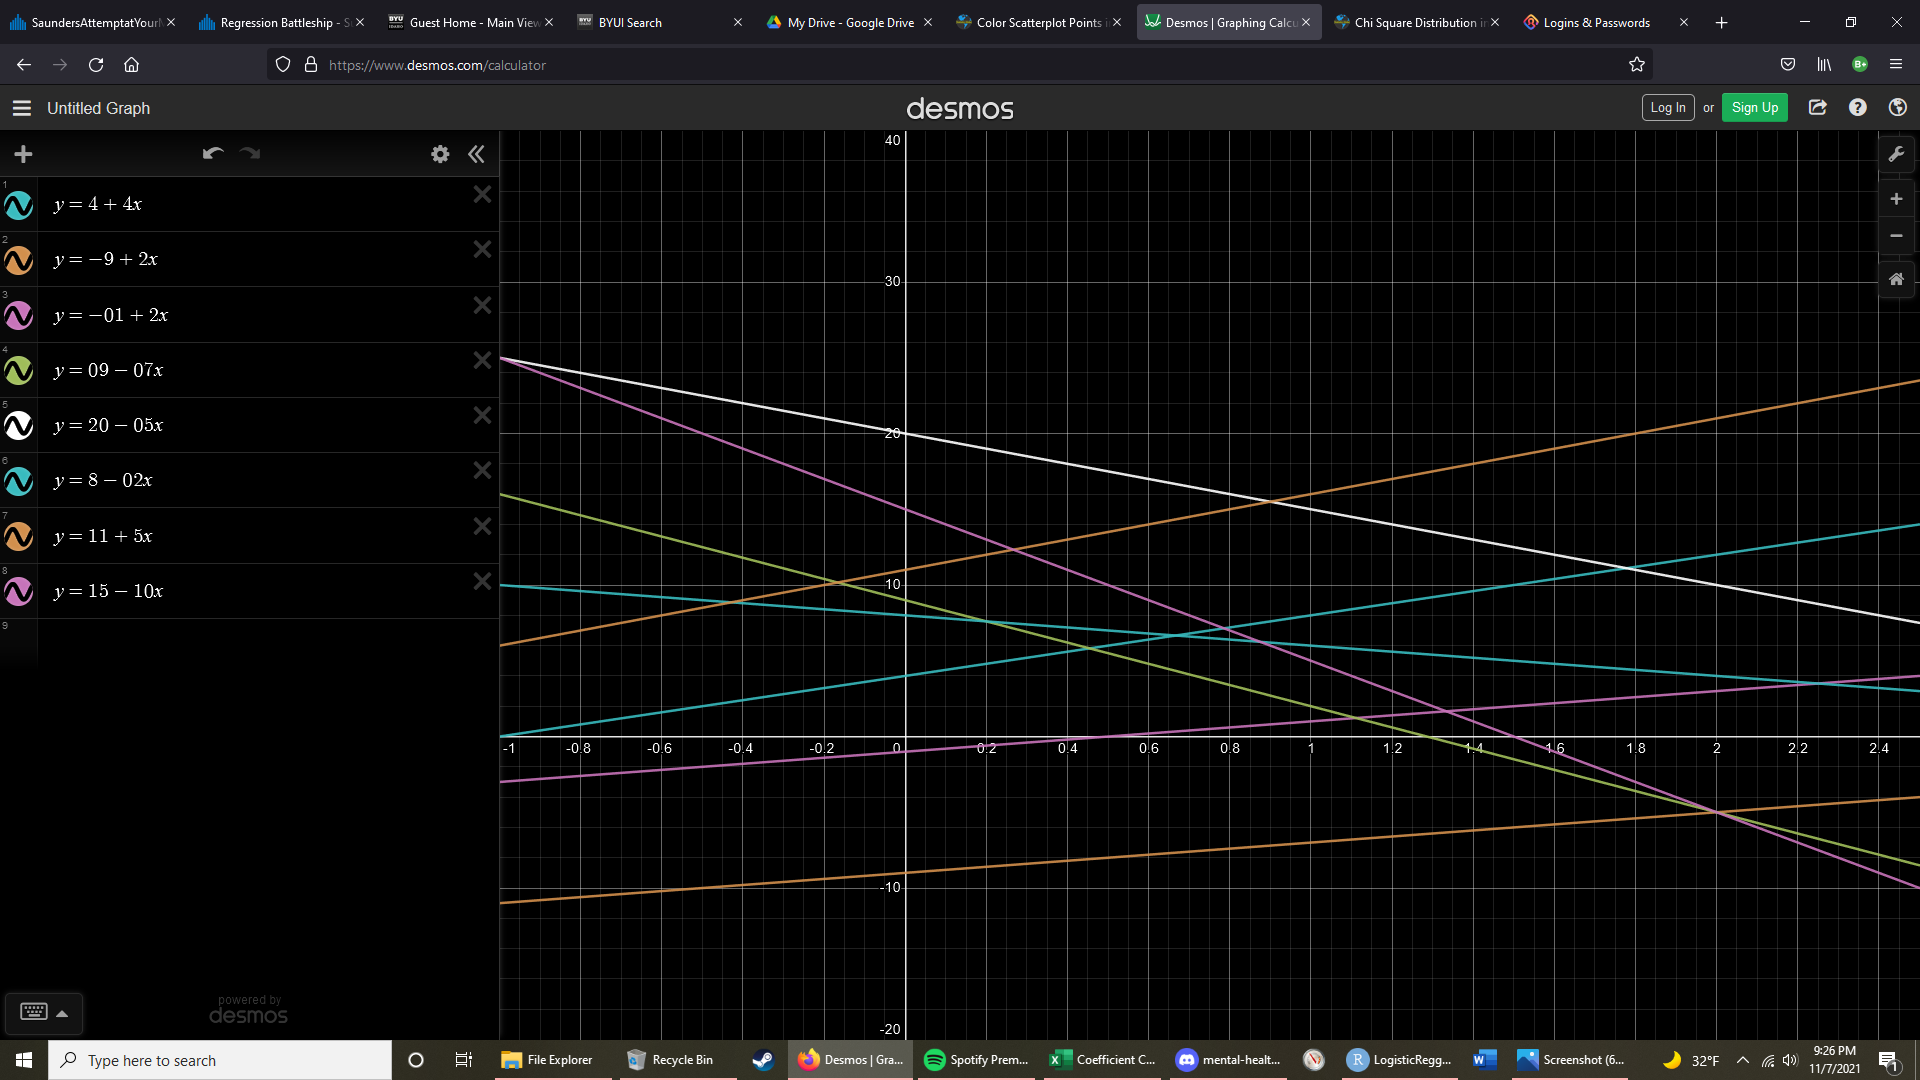 SaundersAttemptatYourM
Regression Battleship - S
Guest Home - Main View
BYUI Search
My Drive - Google Drive
Color Scatterplot Points i
Desmos | Graphing Calcu
Chi Square Distribution in
Logins & Passwords
https://www.desmos.com/calculator
Untitled Graph
desmos
Log In or Sign Up
1
y = 4 + 4x
2
y = −9 + 2x
3
y = −01 + 2x
4
y = 09 − 07x
5
y = 20 − 05x
6
y = 8 − 02x
7
y = 11 + 5x
8
y = 15 − 10x
9
40
30
20
10
-1 -0.8 -0.6 -0.4 -0.2 0 0.2 0.4 0.6 0.8 1 1.2 1.4 1.6 1.8 2 2.2 2.4
-10
-20
powered by
desmos
Type here to search
File Explorer
Recycle Bin
Desmos | Gra...
Spotify Prem...
Coefficient C...
mental-healt...
LogisticRegg...
Screenshot (6...
32°F
9:26 PM
11/7/2021
1